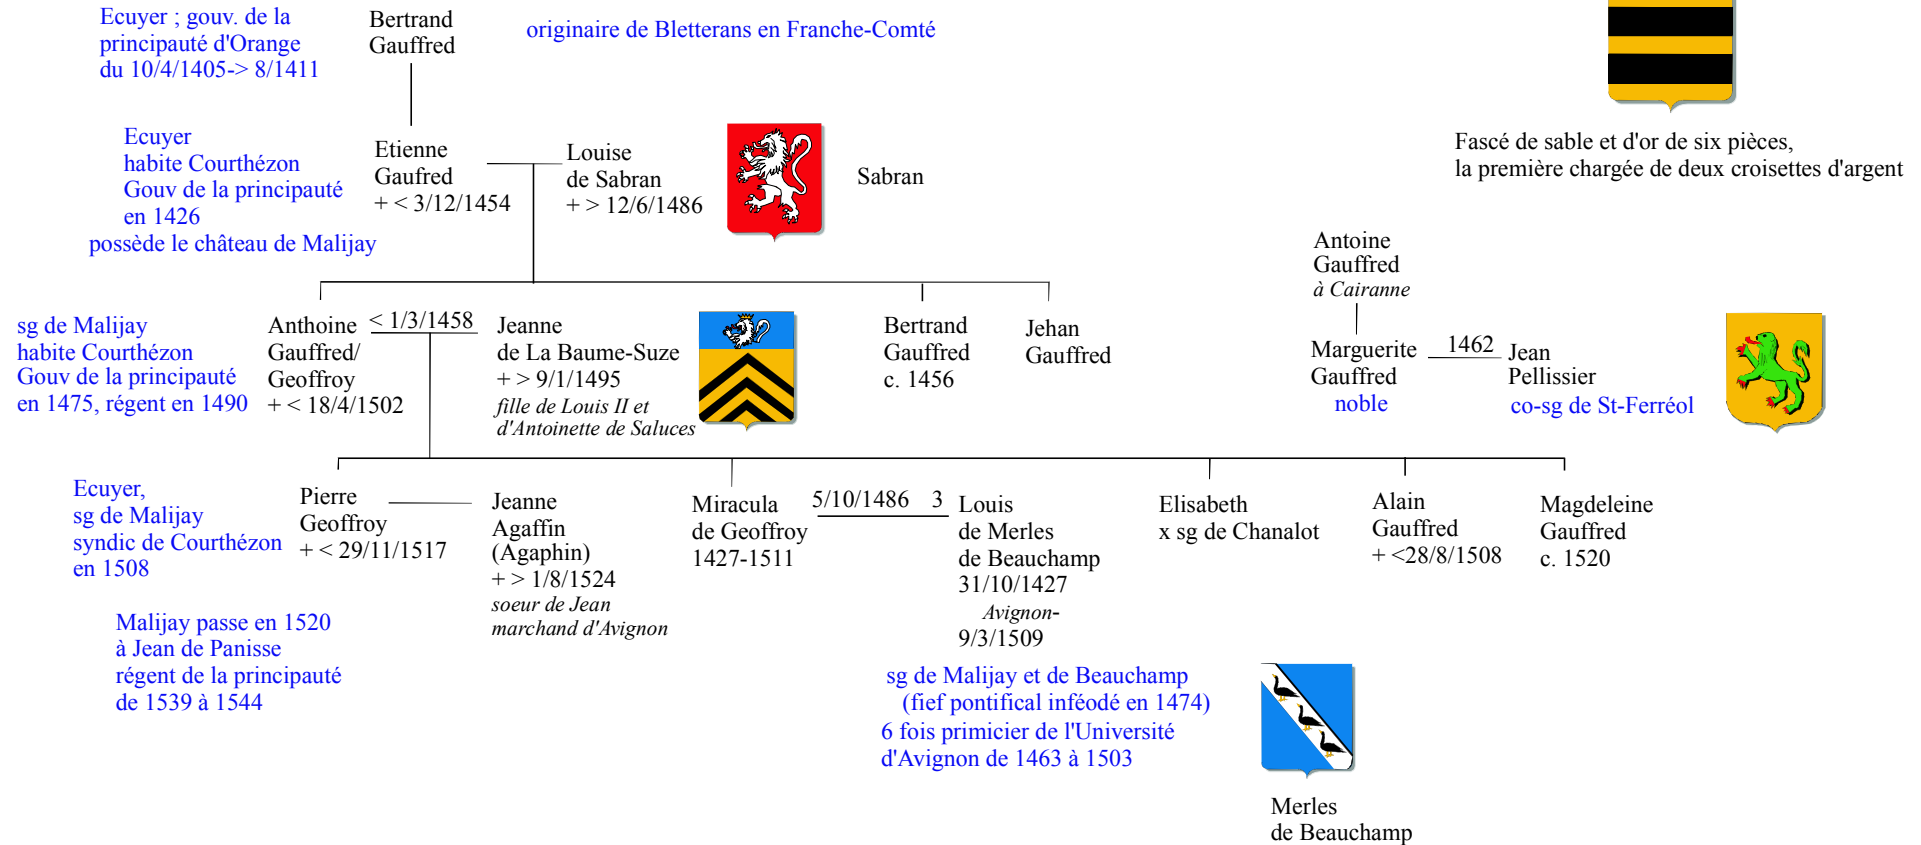 Ecuyer ; gouv. de la
principauté d'Orange
du 10/4/1405-> 8/1411
Bertrand
Gauffred
originaire de Bletterans en Franche-Comté
Fascé de sable et d'or de six pièces,
la première chargée de deux croisettes d'argent
Ecuyer
habite Courthézon
Gouv de la principauté
en 1426
possède le château de Malijay
Etienne
Gaufred
+ < 3/12/1454
Louise
de Sabran
+ > 12/6/1486
Sabran
Antoine
Gauffred
à Cairanne
sg de Malijay
habite Courthézon
Gouv de la principauté
en 1475, régent en 1490
Anthoine
Gauffred/
Geoffroy
+ < 18/4/1502
< 1/3/1458
Jeanne
de La Baume-Suze
+ > 9/1/1495
fille de Louis II et
d'Antoinette de Saluces
Bertrand
Gauffred
c. 1456
Jehan
Gauffred
Marguerite
Gauffred
noble
1462
Jean
Pellissier
co-sg de St-Ferréol
Ecuyer,
sg de Malijay
syndic de Courthézon
en 1508
Pierre
Geoffroy
+ < 29/11/1517
Jeanne
Agaffin
(Agaphin)
+ > 1/8/1524
soeur de Jean
marchand d'Avignon
Miracula
de Geoffroy
1427-1511
5/10/1486 3
Louis
de Merles
de Beauchamp
31/10/1427
Avignon-
9/3/1509
Elisabeth
x sg de Chanalot
Alain
Gauffred
+ <28/8/1508
Magdeleine
Gauffred
c. 1520
Malijay passe en 1520
à Jean de Panisse
régent de la principauté
de 1539 à 1544
sg de Malijay et de Beauchamp
(fief pontifical inféodé en 1474)
6 fois primicier de l'Université
d'Avignon de 1463 à 1503
Merles
de Beauchamp